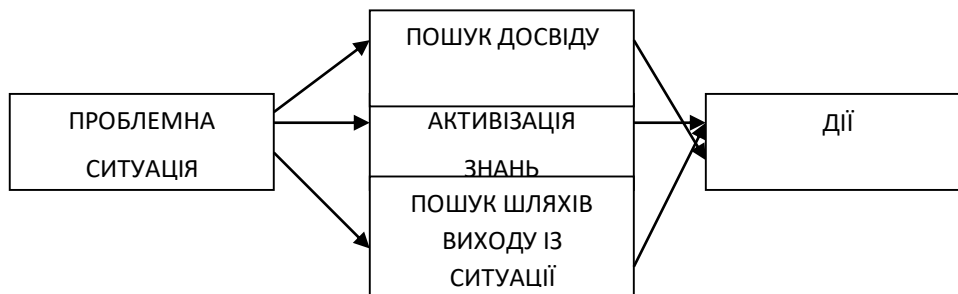 ПРОБЛЕМНА
СИТУАЦІЯ
ПОШУК ДОСВІДУ
АКТИВІЗАЦІЯ
ЗНАНЬ
ПОШУК ШЛЯХІВ
ВИХОДУ ІЗ
СИТУАЦІЇ
ДІЇ